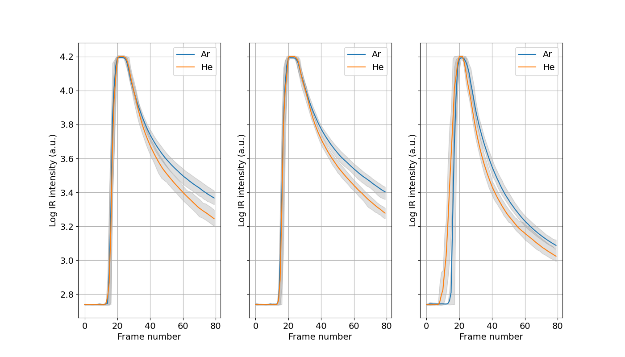 Log IR intensity (a.u.)
4.2
4.0
3.8
3.6
3.4
3.2
3.0
2.8
0 20 40 60 80
Frame number
Ar
He
Log IR intensity (a.u.)
0 20 40 60 80
Frame number
Ar
He
Log IR intensity (a.u.)
0 20 40 60 80
Frame number
Ar
He